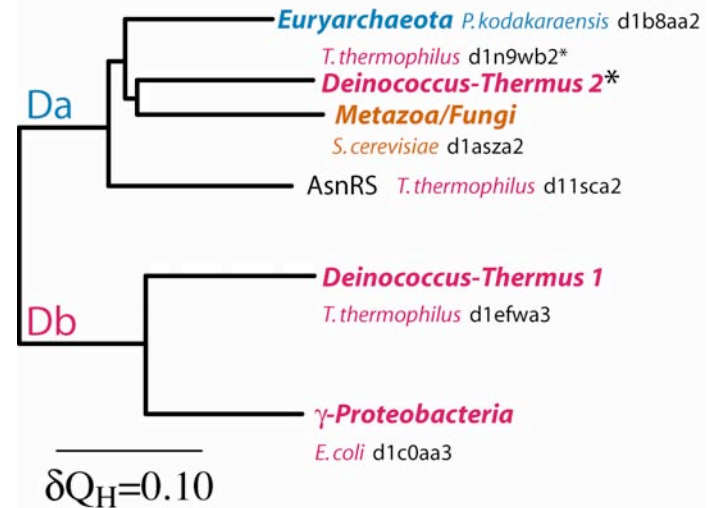 Euryarchaeota P. kodakaraensis d1b8aa2
T. thermophilus d1n9wb2*
Deinococcus-Thermus 2*
Da
Metazoa/Fungi
S. cerevisiae d1asza2
AsnRS T. thermophilus d11sca2
Deinococcus-Thermus 1
Db
T. thermophilus d1efwa3
γ-Proteobacteria
E. coli d1c0aa3
δQH=0.10